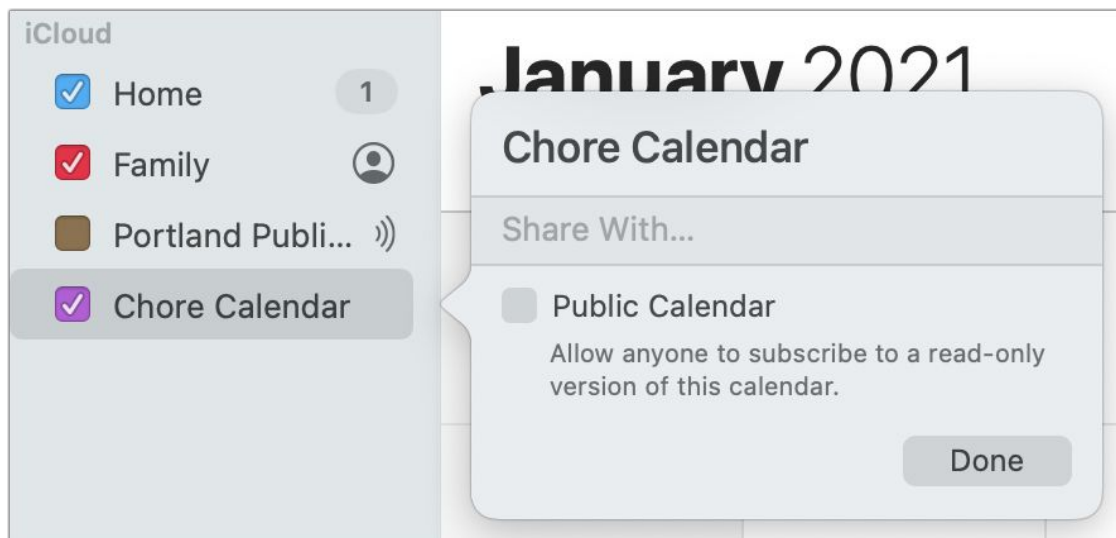 iCloud
Home 1
Family
Portland Publi...
Chore Calendar
January 2021
Chore Calendar
Share With...
Public Calendar
Allow anyone to subscribe to a read-only
version of this calendar.
Done